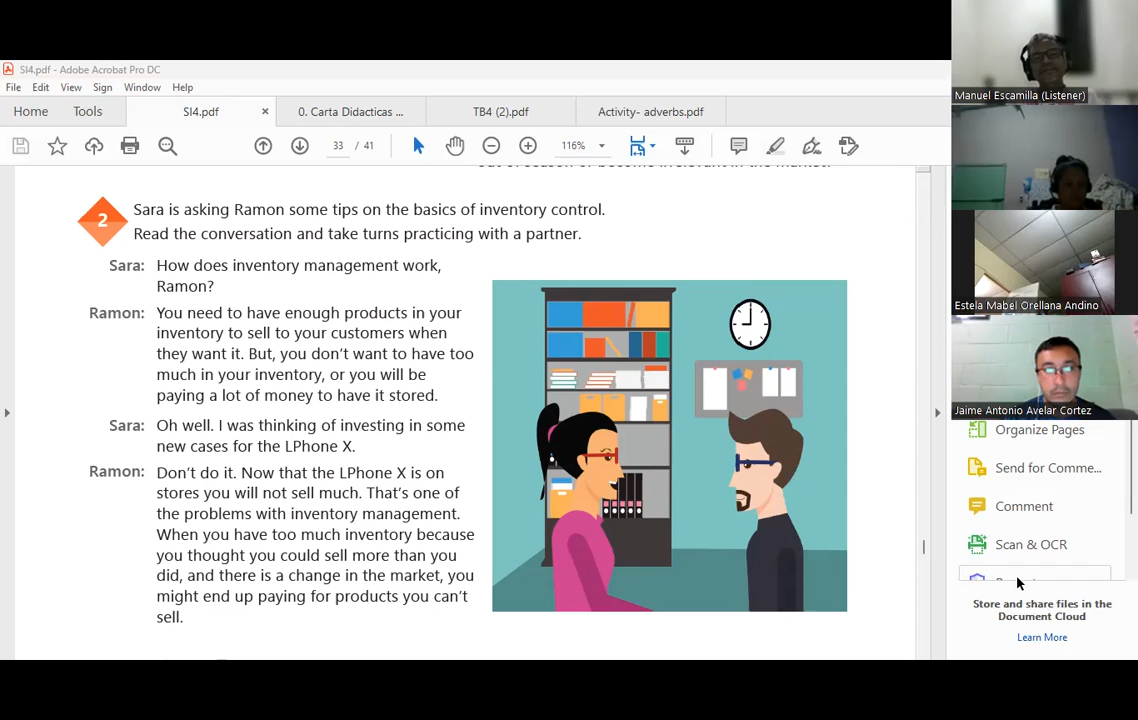 SI4.pdf - Adobe Acrobat Pro DC
File Edit View Sign Window Help
Home Tools SI4.pdf × 0. Carta Didacticas ... TB4 (2).pdf Activity- adverbs.pdf
33 / 41 116%
2
Sara is asking Ramon some tips on the basics of inventory control.
Read the conversation and take turns practicing with a partner.
Sara: How does inventory management work,
Ramon?
Ramon: You need to have enough products in your
inventory to sell to your customers when
they want it. But, you don't want to have too
much in your inventory, or you will be
paying a lot of money to have it stored.
Sara: Oh well. I was thinking of investing in some
new cases for the LPhone X.
Ramon: Don't do it. Now that the LPhone X is on
stores you will not sell much. That's one of
the problems with inventory management.
When you have too much inventory because
you thought you could sell more than you
did, and there is a change in the market, you
might end up paying for products you can't
sell.
Manuel Escamilla (Listener)
Estela Mabel Orellana Andino
Jaime Antonio Avelar Cortez
Organize Pages
Send for Comme...
Comment
Scan & OCR
Store and share files in the
Document Cloud
Learn More